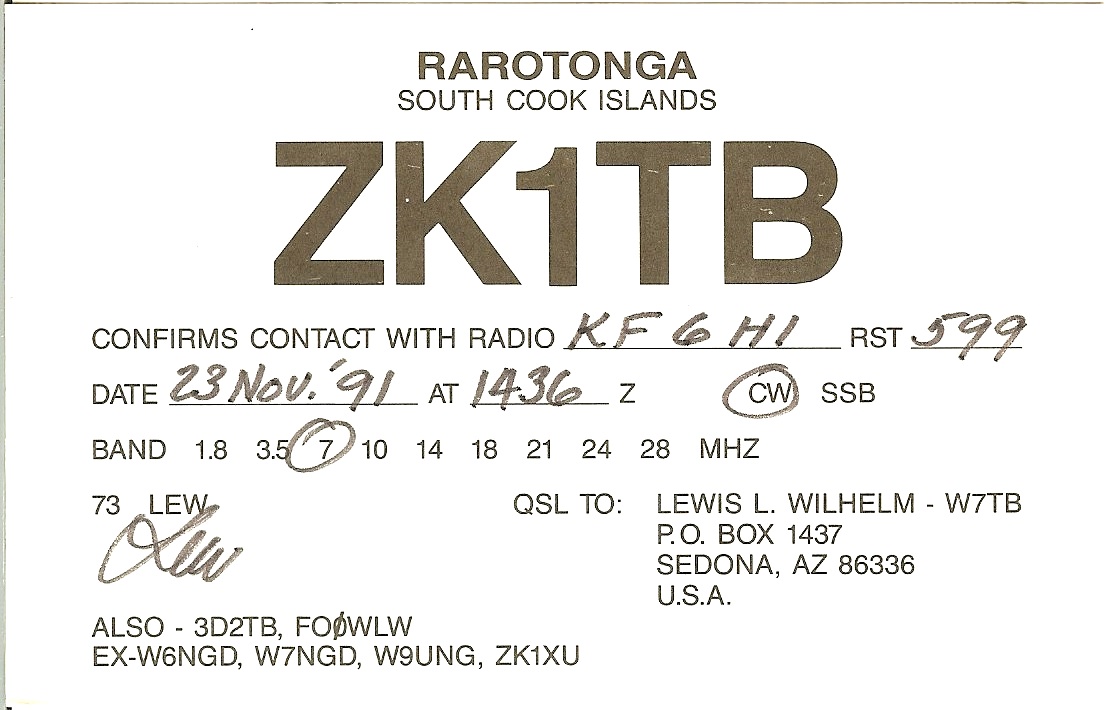 RAROTONGA
SOUTH COOK ISLANDS
ZK1TB
CONFIRMS CONTACT WITH RADIO KF6HI RST 599
DATE 23 Nov. '91 AT 1436 Z CW SSB
BAND 1.8 3.5 7 10 14 18 21 24 28 MHZ
73 LEW QSL TO: LEWIS L. WILHELM - W7TB
P.O. BOX 1437
Lew SEDONA, AZ 86336
U.S.A.
ALSO - 3D2TB, FOØWLW
EX-W6NGD, W7NGD, W9UNG, ZK1XU